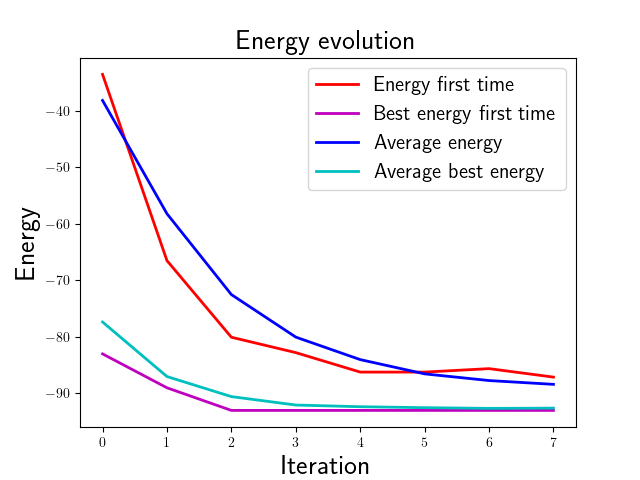 Energy evolution
Energy first time
Best energy first time
Average energy
Average best energy
Energy
−40
−50
−60
−70
−80
−90
0 1 2 3 4 5 6 7
Iteration